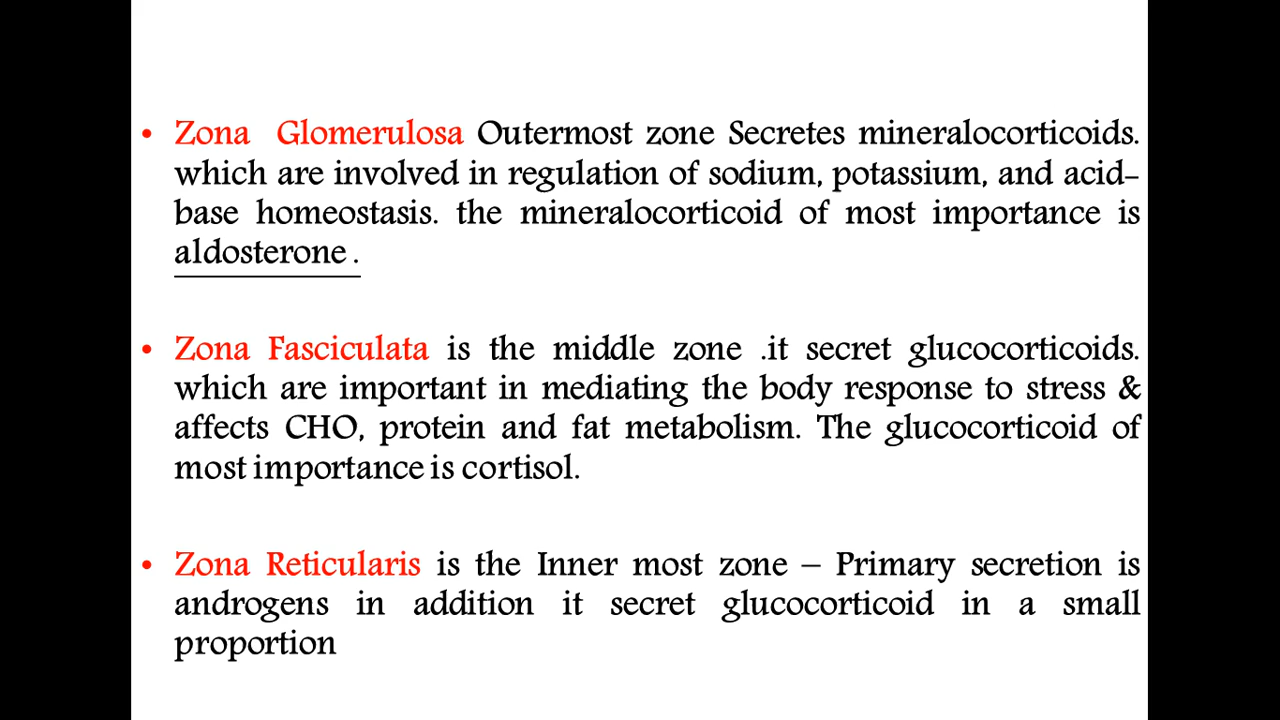 • Zona Glomerulosa Outermost zone Secretes mineralocorticoids.
which are involved in regulation of sodium, potassium, and acid-
base homeostasis. the mineralocorticoid of most importance is
aldosterone .
• Zona Fasciculata is the middle zone .it secret glucocorticoids.
which are important in mediating the body response to stress &
affects CHO, protein and fat metabolism. The glucocorticoid of
most importance is cortisol.
• Zona Reticularis is the Inner most zone – Primary secretion is
androgens in addition it secret glucocorticoid in a small
proportion